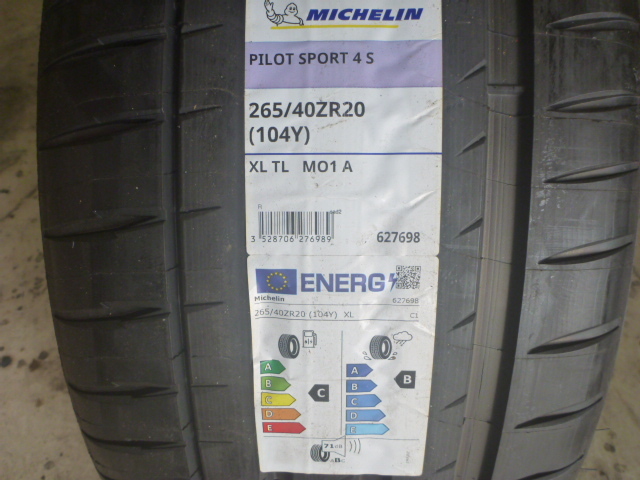 MICHELIN
PILOT SPORT 4 S
265/40ZR20
(104Y)
XL TL MO1 A
3 528706 276989
627698
ENERG
Michelin
627698
265/40ZR20 (104Y) XL
C1
A
B
C
D
E
C
A
B
C
D
E
B
71 dB
B